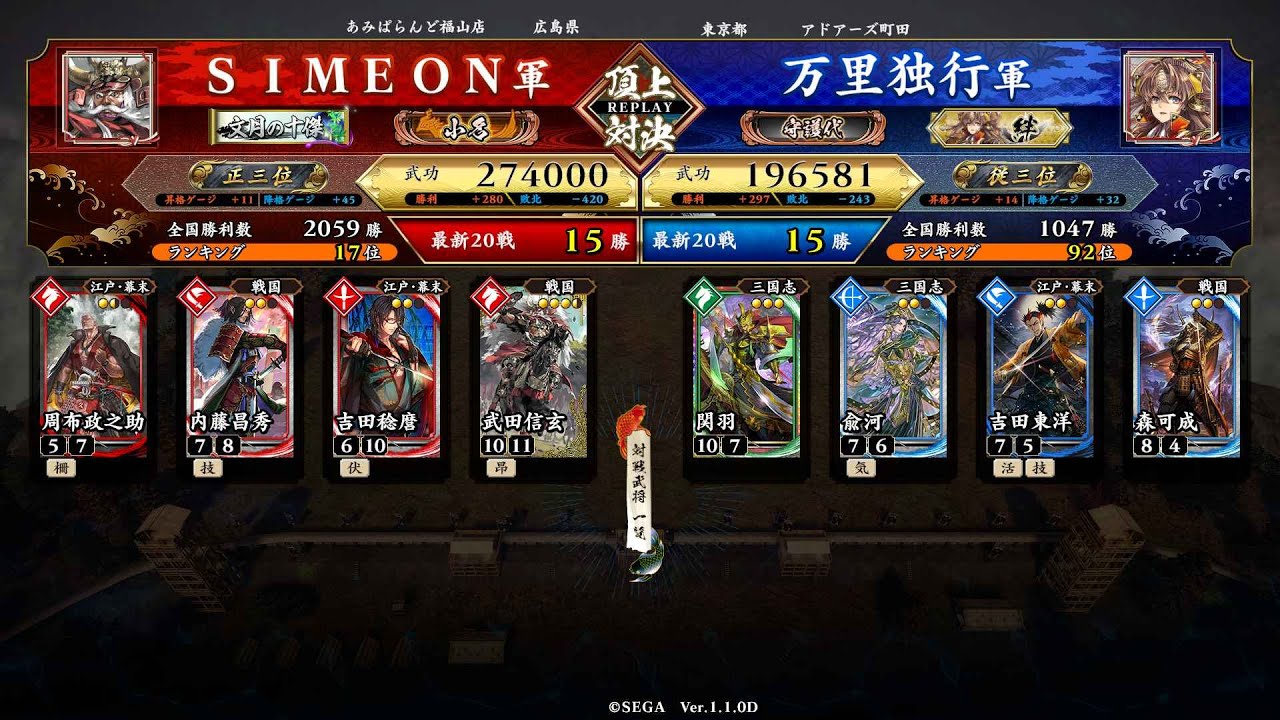 あみぱらんど福山店 広島県
東京都 アドアーズ町田
SIMEON軍
頂上
REPLAY
対決
万里独行軍
文月の十傑
小名
守護代
絆
正三位
武功 274000
武功 196581
従三位
昇格ゲージ +11 降格ゲージ +45
勝利 +280 敗北 -420
勝利 +297 敗北 -243
昇格ゲージ +14 降格ゲージ +32
全国勝利数 2059勝
最新20戦 15勝
最新20戦 15勝
全国勝利数 1047勝
ランキング 17位
ランキング 92位
江戸・幕末
戦国
江戸・幕末
戦国
三国志
三国志
江戸・幕末
戦国
周布政之助
内藤昌秀
吉田稔麿
武田信玄
関羽
兪河
吉田東洋
森可成
5 7
7 8
6 10
10 11
10 7
7 6
7 5
8 4
柵
技
伏
昂
気
活 技
対戦武将一覧
©SEGA Ver.1.1.0D